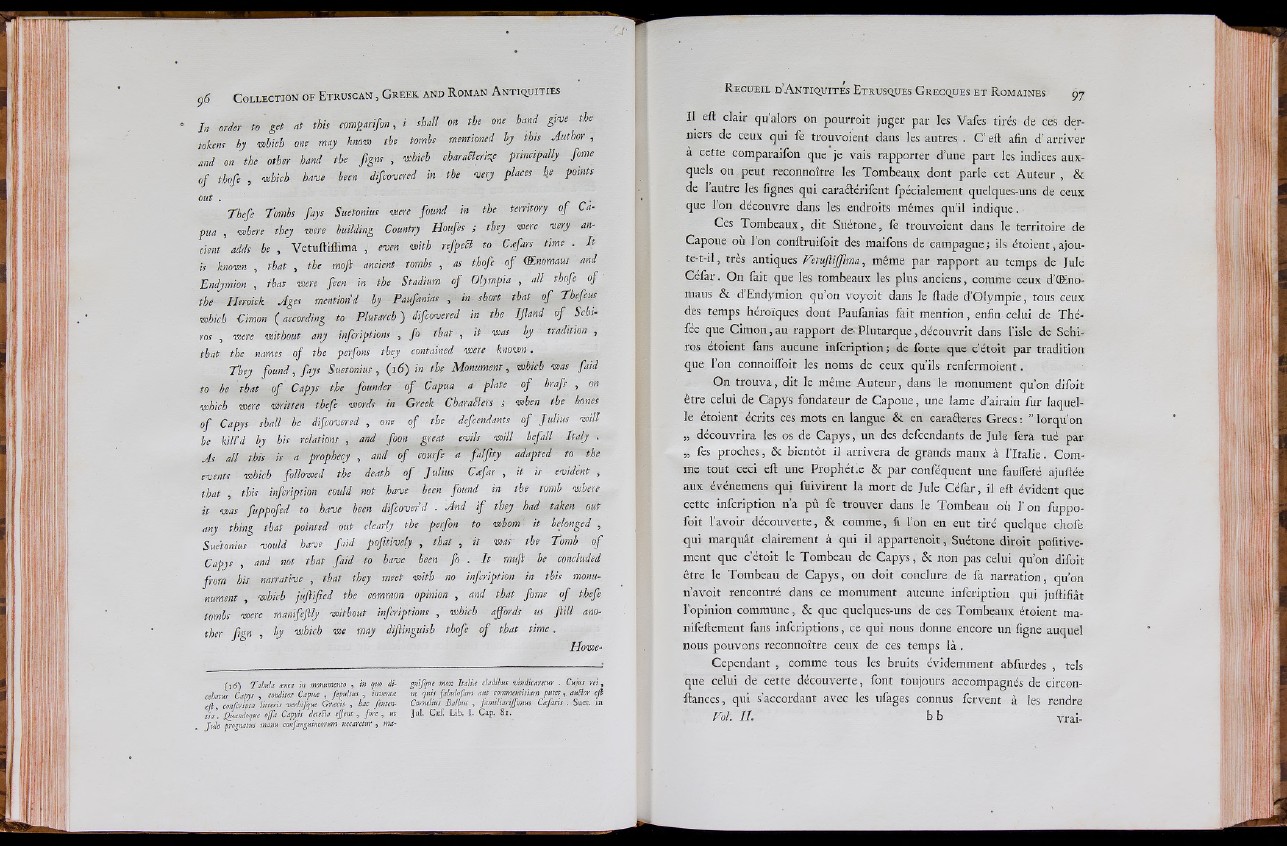 96 COLLECTION OF ETRUSCAN, GREEK AND ROMAN ANTIQUITIES
In order to get at this comparison, i shall on the one hand give the
tokens by which one may know the tombs mentioned by this Author,
and on the other hand the signs, which characterize principally some
of those, which have been discovered in the very places he points
out.
These Tombs says Suetonius were found in the territory of Ca-
pua, where they were building Country Houses; they were very an-
cient adds he, Vetustissima, even with respect to Cæsars time. It
is known, that, the most ancient tombs, as those of Œnomaus and
Endymion, that were seen in the Stadium of Olympia, all those of
the Heroick Ages mention'd by Pausanias, in short that of Theseus
which Cimon (according to Plutarch) discovered in the Island of Schi-
ros, were without any inscriptions, so that, it was by tradition,
that the names of the persons they contained were known.
They found, says Suetonius, (16) in the Monument, which was said
to be that of Capys the founder of Capua a plate of brass, on
which were written these words in Greek Characters; when the bones
of Capys shall be discovered, one of the descendants of Julius will
be kill'd by his relations, and soon great evils will befall Italy.
As all this is a prophecy, and of course a falsity adapted to the
events which followed the death of Julius Cæsar, it is evident,
that, this inscription could not have been found in the tomb where
it was supposed to have been discover'd. And if they had taken out
any thing that pointed out clearly the person to whom it belonged,
Suetonius would have said positively, that, it was the Tomb of
Capys, and not that said to have been so. It must be concluded
from his narrative, that they meet with no inscription in this monu-
nument, which justified the common opinion, and that some of these
tombs were manifestly without inscriptions, which affords us still ano-
ther sign, by which we may distinguish those of that time.
Howe-
(16) Tabula ænea in monumento, in quo di-
cebatur Capys, conditor Capuæ, sepultus, inventa
est, conscripta literis verbisque Græcis, hac senten-
tia. Quandoque ossa Capyis detecta essent, fore, ut
Julo prognatus manu consanguineorum necaretur, ma-
gnisque mox Italiæ cladibus vindicaretur. Cujus rei,
ne quis fabulosam aut commenticiam putet, auctor est
Cornelius Balbus, familiarissimus Cæsaris. Suet. in
Jul. Cæs. Lib. I. Cap. 81.
RECUEIL D'ANTIQUITÉS ETRUSQUES GRECQUES ET ROMAINES 97
Il est clair qu'alors on pourroit juger par les Vases tirés de ces der-
niers de ceux qui se trouvoient dans les autres. C'est afin d'arriver
à cette comparaison que je vais rapporter d'une part les indices aux-
quels on peut reconnoître les Tombeaux dont parle cet Auteur, &
de l'autre les signes qui caractérisent spécialement quelques-uns de ceux
que l'on découvre dans les endroits mêmes qu'il indique.
Ces Tombeaux, dit Suétone, se trouvoient dans le territoire de
Capoue où l'on construisoit des maisons de campagne; ils étoient, ajou-
te-t-il, très antiques Vetustissima, même par rapport au temps de Jule
César. On sait que les tombeaux les plus anciens, comme ceux d'Œno-
maus & d'Endymion qu'on voyoit dans le stade d'Olympie, tous ceux
des temps héroïques dont Pausanias fait mention, enfin celui de Thé-
sée que Cimon, au rapport de Plutarque, découvrit dans l'isle de Schi-
ros étoient sans aucune inscription; de sorte que c'étoit par tradition
que l'on connoissoit les noms de ceux qu'ils renfermoient.
On trouva, dit le même Auteur, dans le monument qu'on disoit
être celui de Capys fondateur de Capoue, une lame d'airain sur laquel-
le étoient écrits ces mots en langue & en caracteres Grecs: "lorqu'on
„ découvrira les os de Capys, un des descendants de Jule sera tué par
„ ses proches, & bientôt il arrivera de grands maux à l'Italie. Com-
me tout ceci est une Prophétie & par conséquent une fausseté ajustée
aux événemens qui suivirent la mort de Jule César, il est évident que
cette inscription n'a pû se trouver dans le Tombeau où l'on suppo-
soit l'avoir découverte, & comme, si l'on en eut tiré quelque chose
qui marquât clairement à qui il appartenoit, Suétone diroit positive-
ment que c'étoit le Tombeau de Capys, & non pas celui qu'on disoit
être le Tombeau de Capys, on doit conclure de sa narration, qu'on
n'avoit rencontré dans ce monument aucune inscription qui justifiât
l'opinion commune, & que quelques-uns de ces Tombeaux étoient ma-
nifestement sans inscriptions, ce qui nous donne encore un signe auquel
nous pouvons reconnoître ceux de ces temps là.
Cependant, comme tous les bruits évidemment absurdes, tels
que celui de cette découverte, sont toujours accompagnés de circon-
stances, qui s'accordant avec les usages connus servent à les rendre
Vol. II. b b vrai-